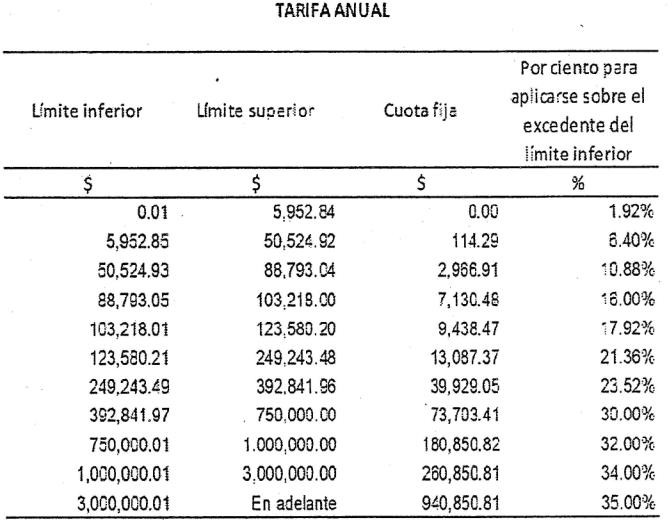 TARIFA ANUAL
Límite inferior Límite superior Cuota fija Por ciento para aplicarse sobre el excedente del límite inferior
$ $ $ %
0.01 5,952.84 0.00 1.92%
5,952.85 50,524.92 114.29 6.40%
50,524.93 88,793.04 2,966.91 10.88%
88,793.05 103,218.00 7,130.48 16.00%
103,218.01 123,580.20 9,438.47 17.92%
123,580.21 249,243.48 13,087.37 21.36%
249,243.49 392,841.96 39,929.05 23.52%
392,841.97 750,000.00 73,703.41 30.00%
750,000.01 1,000,000.00 180,850.82 32.00%
1,000,000.01 3,000,000.00 260,850.81 34.00%
3,000,000.01 En adelante 940,850.81 35.00%